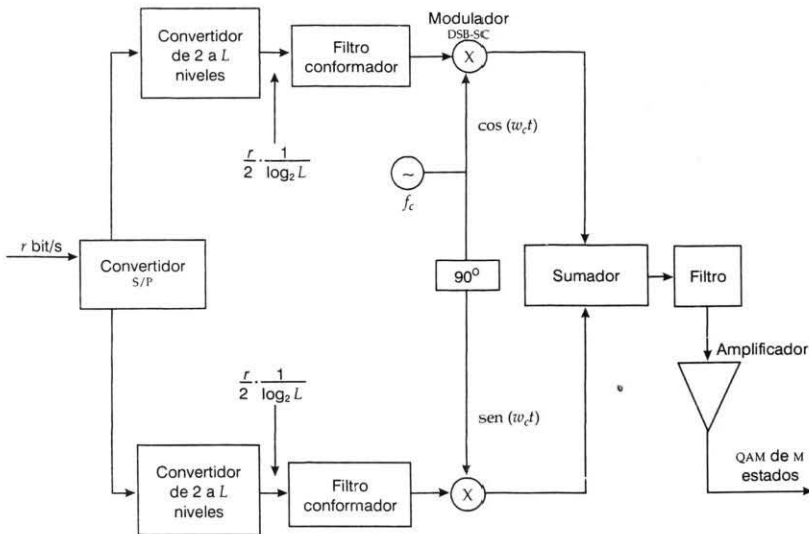 Convertidor
de 2 a L
niveles
Filtro
conformador
Modulador
DSB-SC
X
r/2 · 1/log₂ L
cos (w_c t)
~
f_c
r bit/s
Convertidor
S/P
90°
Sumador
Filtro
Amplificador
r/2 · 1/log₂ L
sen (w_c t)
Convertidor
de 2 a L
niveles
Filtro
conformador
X
QAM de M
estados